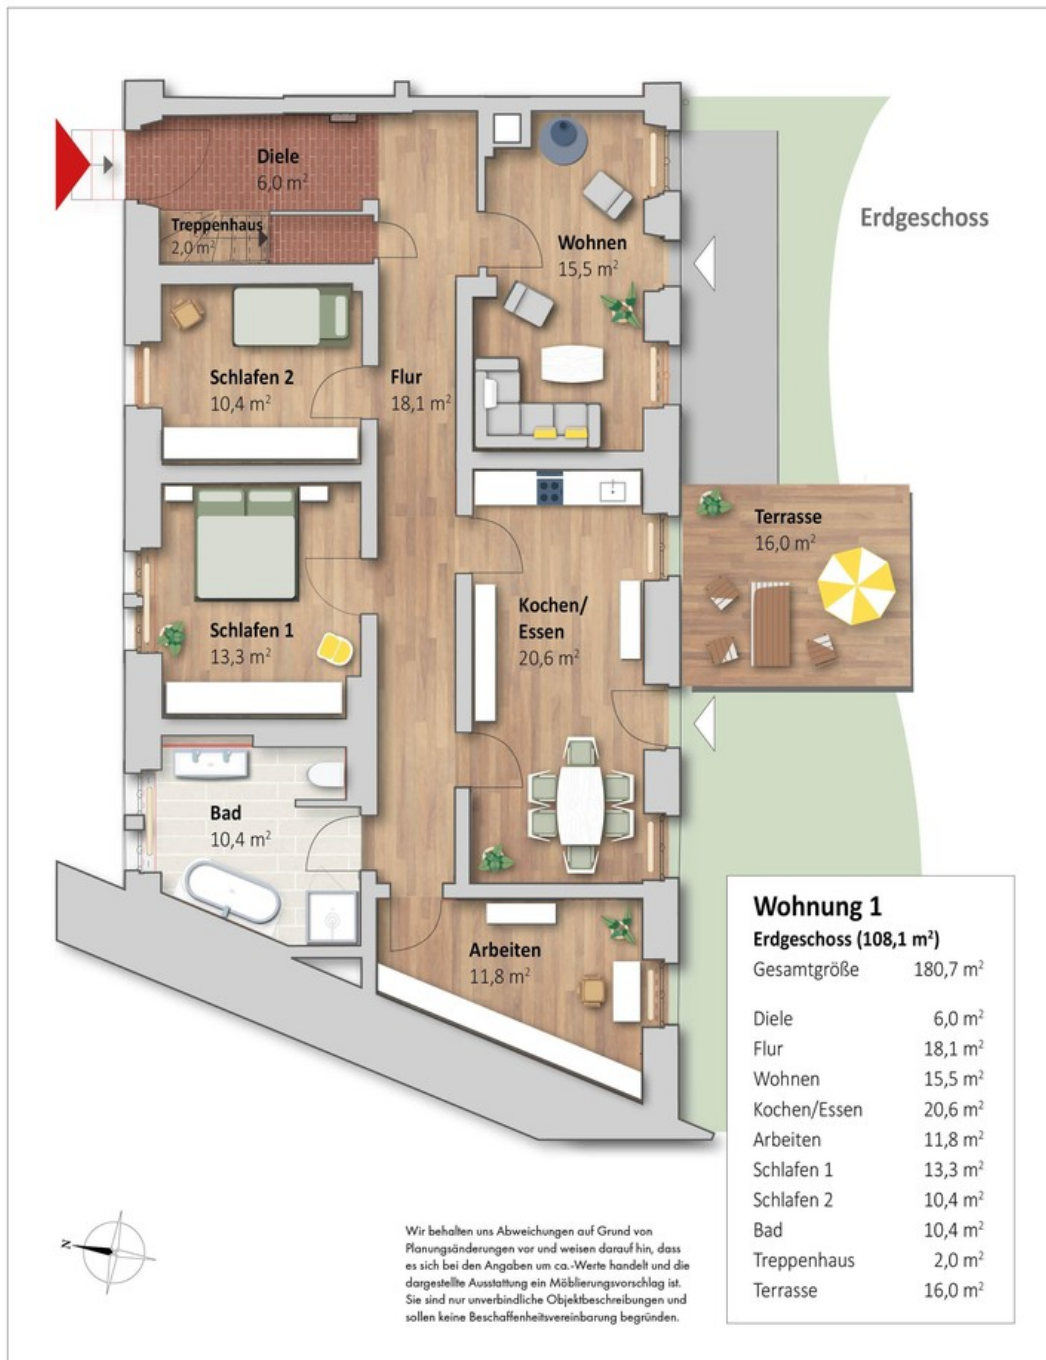 Diele
6,0 m²
Treppenhaus
2,0 m²
Wohnen
15,5 m²
Erdgeschoss
Schlafen 2
10,4 m²
Flur
18,1 m²
Terrasse
16,0 m²
Kochen/
Essen
20,6 m²
Schlafen 1
13,3 m²
Bad
10,4 m²
Arbeiten
11,8 m²
Wohnung 1
Erdgeschoss (108,1 m²)
Gesamtgröße 180,7 m²
Diele 6,0 m²
Flur 18,1 m²
Wohnen 15,5 m²
Kochen/Essen 20,6 m²
Arbeiten 11,8 m²
Schlafen 1 13,3 m²
Schlafen 2 10,4 m²
Bad 10,4 m²
Treppenhaus 2,0 m²
Terrasse 16,0 m²
N
Wir behalten uns Abweichungen auf Grund von
Planungsänderungen vor und weisen darauf hin, dass
es sich bei den Angaben um ca.-Werte handelt und die
dargestellte Ausstattung ein Möblierungsvorschlag ist.
Sie sind nur unverbindliche Objektbeschreibungen und
sollen keine Beschaffenheitsvereinbarung begründen.